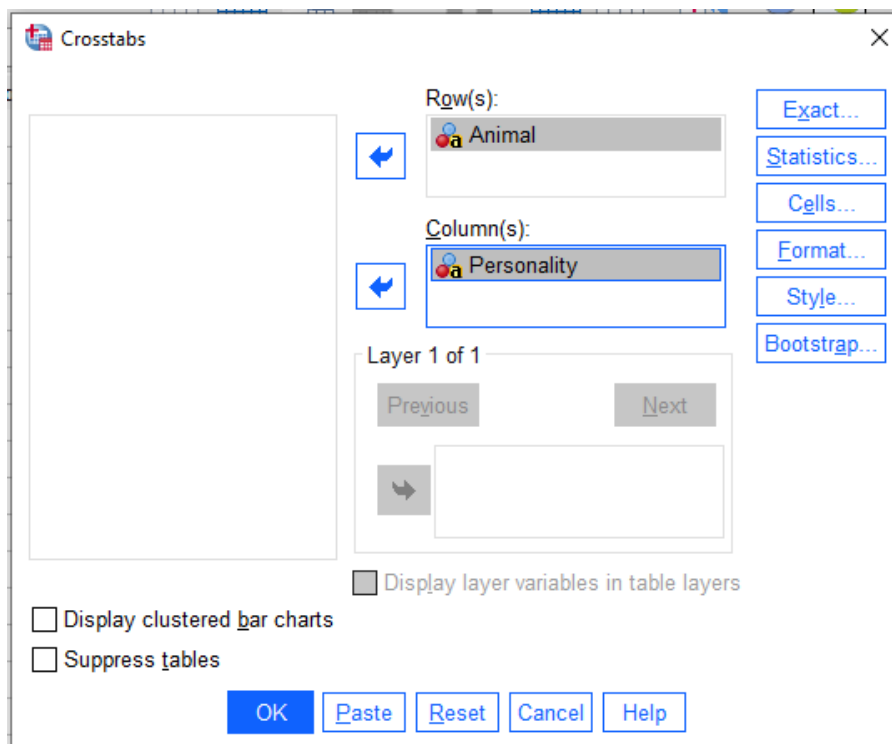 Crosstabs
Row(s):
Animal
Column(s):
Personality
Layer 1 of 1
Previous
Next
Display layer variables in table layers
Exact...
Statistics...
Cells...
Format...
Style...
Bootstrap...
Display clustered bar charts
Suppress tables
OK
Paste
Reset
Cancel
Help